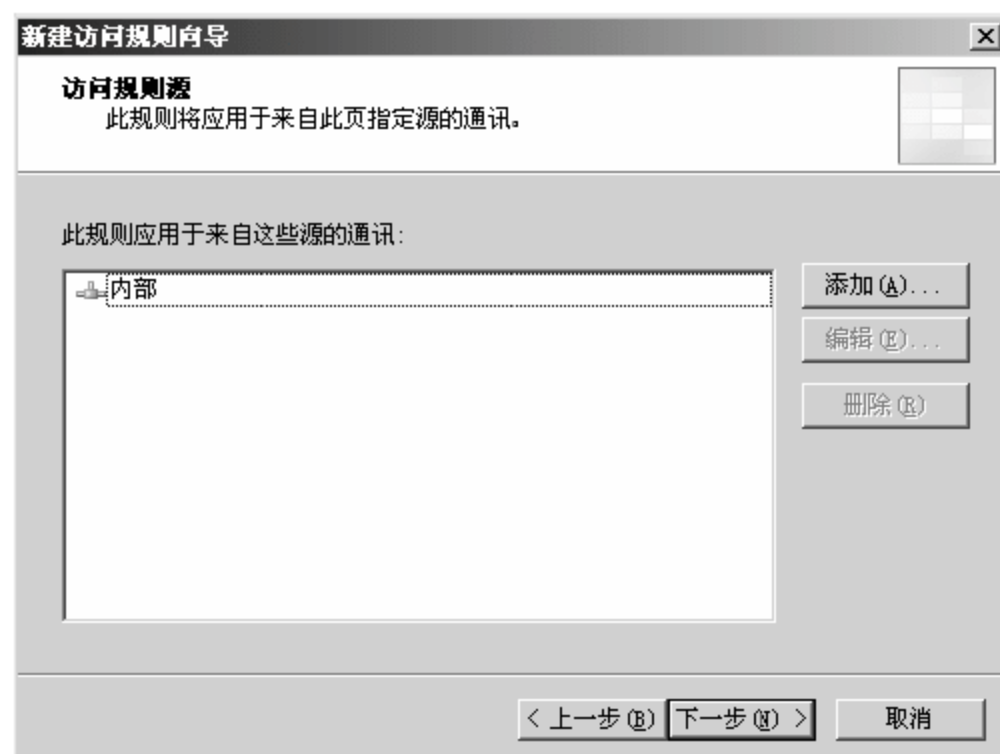 新建访问规则向导
访问规则源
此规则将应用于来自此页指定源的通讯。
此规则应用于来自这些源的通讯:
内部
添加(A)...
编辑(E)...
删除(R)
< 上一步(B)
下一步(N) >
取消